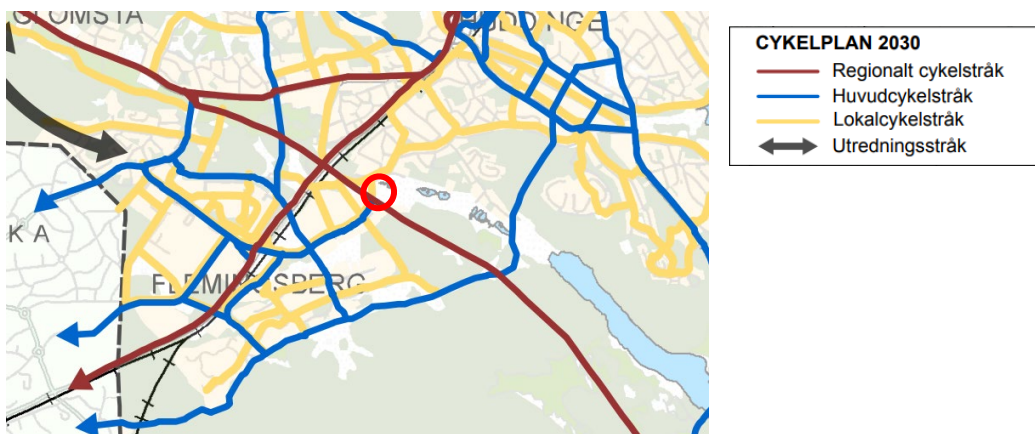 GLOMSTA
HUDDINGE
K A
FLEMINGSBERG
CYKELPLAN 2030
Regionalt cykelstråk
Huvudcykelstråk
Lokalcykelstråk
Utredningsstråk